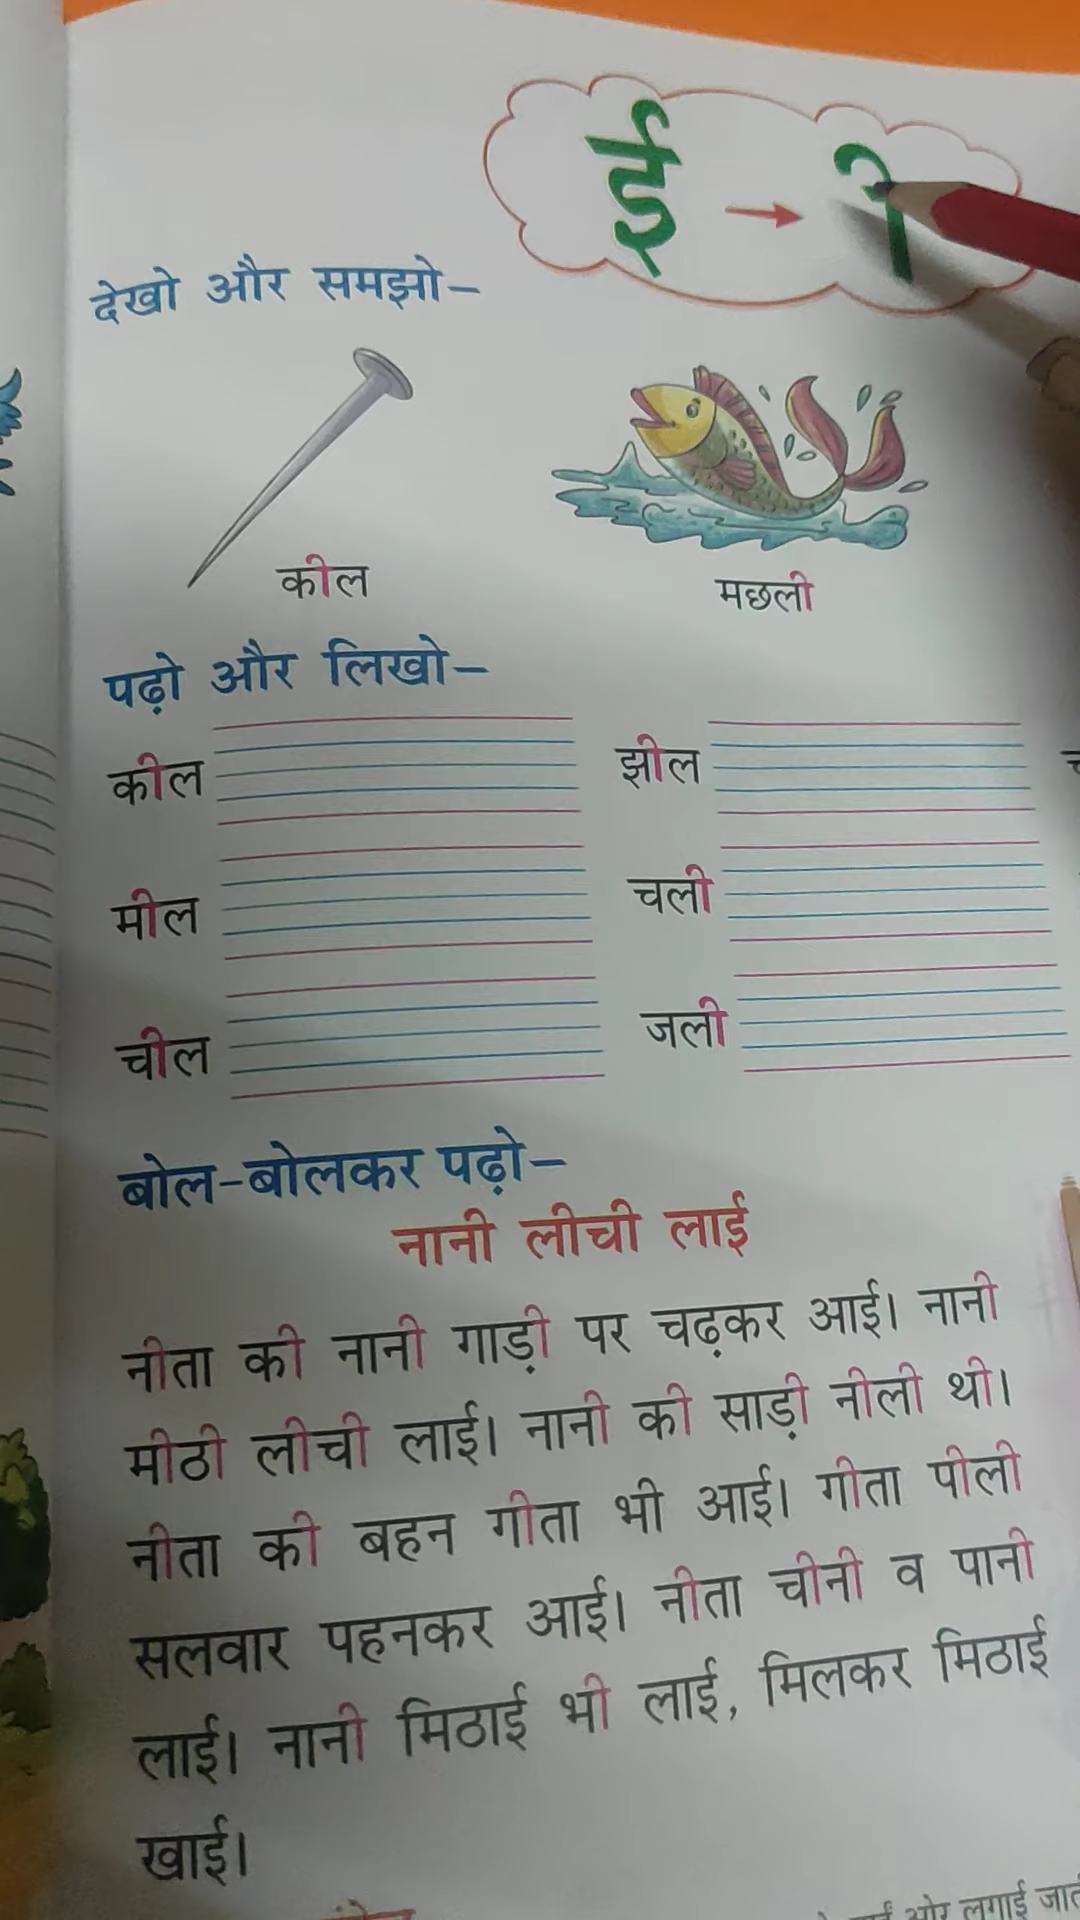 ई → ी
देखो और समझो–
कील मछली
पढ़ो और लिखो–
कील झील
मील चली
चील जली
बोल-बोलकर पढ़ो–
नानी लीची लाई
नीता की नानी गाड़ी पर चढ़कर आई। नानी
मीठी लीची लाई। नानी की साड़ी नीली थी।
नीता की बहन गीता भी आई। गीता पीली
सलवार पहनकर आई। नीता चीनी व पानी
लाई। नानी मिठाई भी लाई, मिलकर मिठाई
खाई।
ओर लगाई